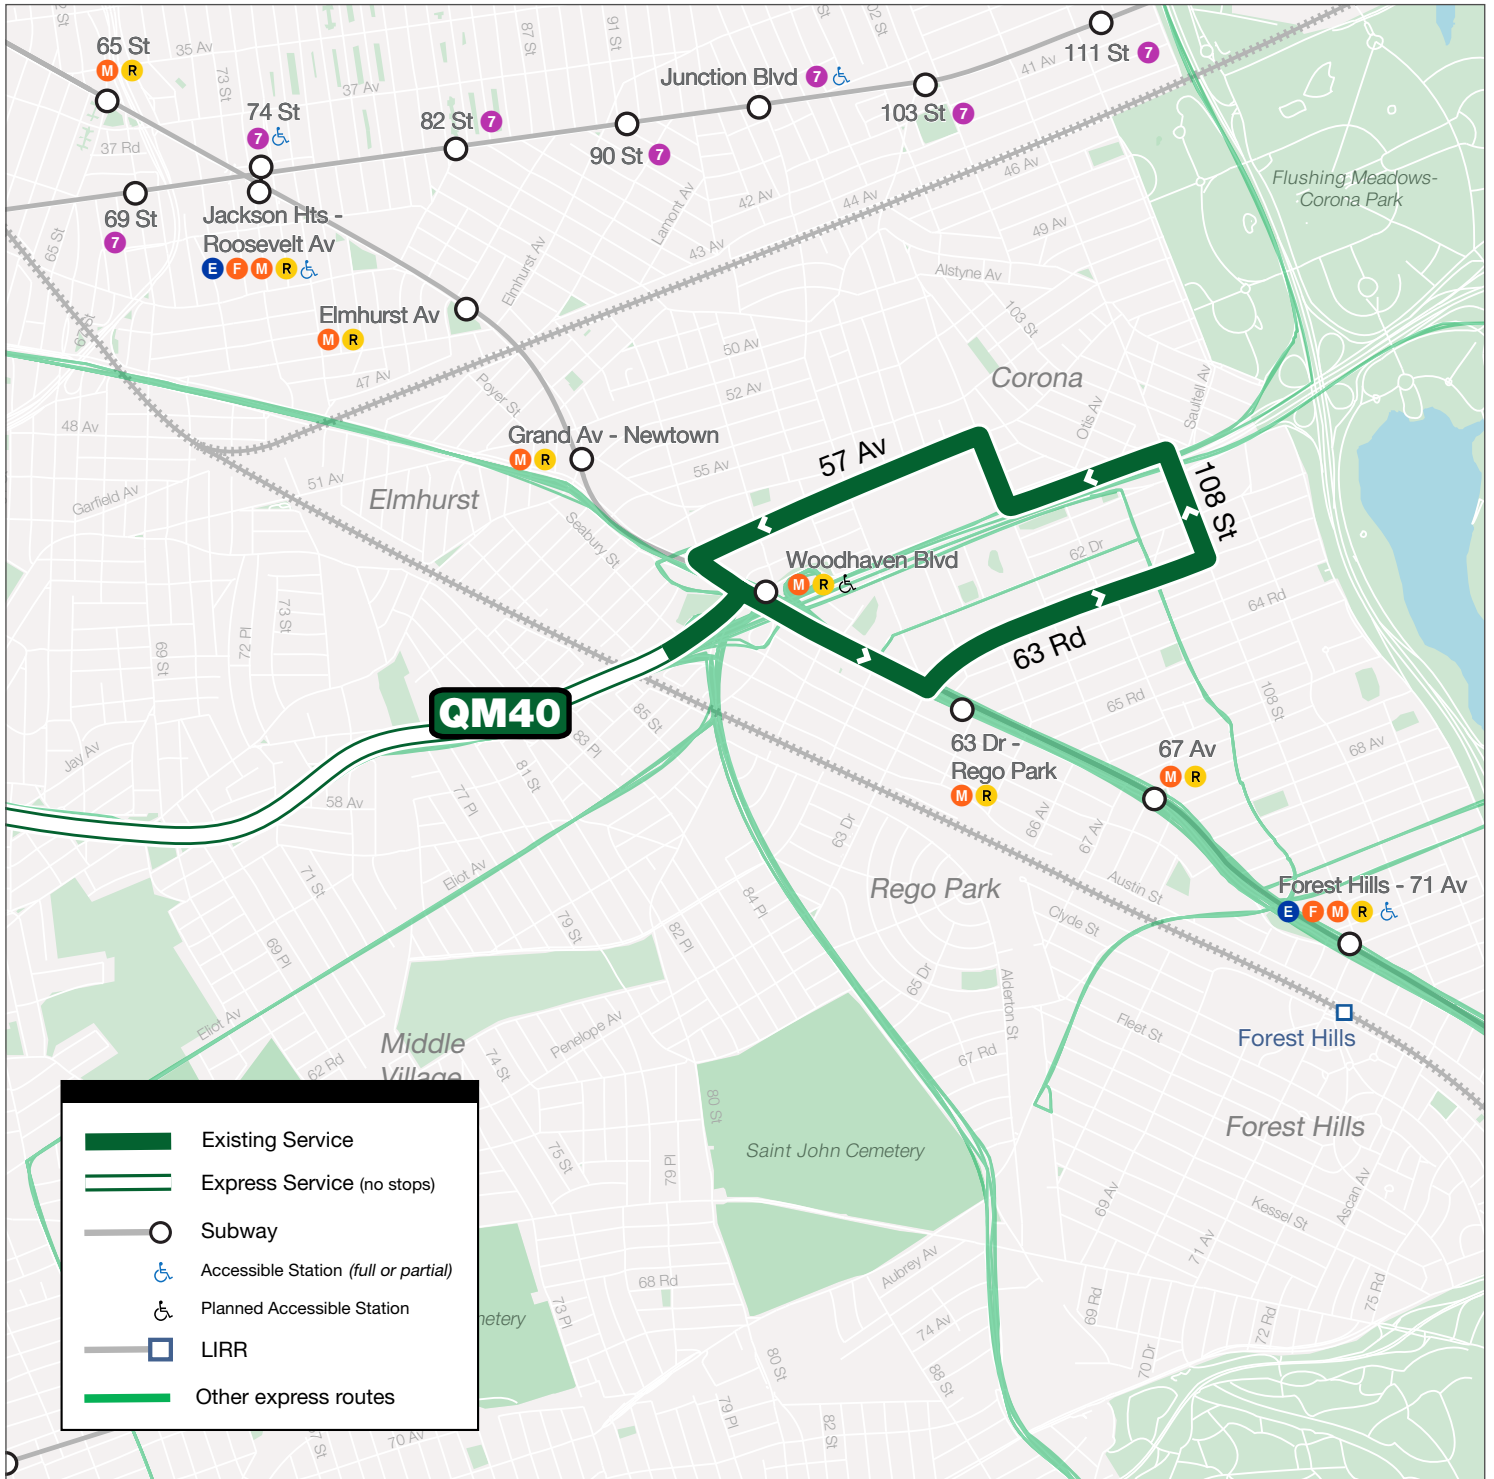 65 St
M R
35 Av
73 St
37 Av
87 St
91 St
Junction Blvd 7
111 St 7
41 Av
74 St
7
82 St 7
90 St 7
103 St 7
37 Rd
69 St
7
65 St
Jackson Hts -
Roosevelt Av
E F M R
Lamont Av
42 Av
44 Av
46 Av
43 Av
49 Av
Flushing Meadows-
Corona Park
Elmhurst Av
Alstyne Av
103 St
Elmhurst Av
M R
67 St
47 Av
Poyer St
50 Av
52 Av
Corona
Otis Av
Saultell Av
48 Av
Grand Av - Newtown
M R
51 Av
55 Av
57 Av
Garfield Av
Elmhurst
Seabury St
108 St
Woodhaven Blvd
M R
62 Dr
64 Rd
63 Rd
73 St
72 Pl
69 St
QM40
85 St
83 Pl
81 St
77 Pl
Jay Av
58 Av
65 Rd
108 St
68 Av
63 Dr -
Rego Park
M R
67 Av
M R
63 Dr
66 Av
67 Av
71 St
Eliot Av
84 Pl
Rego Park
Austin St
Clyde St
Forest Hills - 71 Av
E F M R
79 St
82 Pl
69 Pl
65 Dr
Alderton St
Eliot Av
Penelope Av
Middle
Village
62 Rd
74 St
67 Rd
Fleet St
Forest Hills
80 St
Saint John Cemetery
Forest Hills
75 St
79 Pl
69 Av
Kessel St
Ascan Av
71 Av
Aubrey Av
68 Rd
73 Pl
metery
74 Av
69 Rd
75 Rd
72 Rd
70 Dr
80 St
88 St
79 Pl
82 St
70 Av
Existing Service
Express Service (no stops)
Subway
Accessible Station (full or partial)
Planned Accessible Station
LIRR
Other express routes